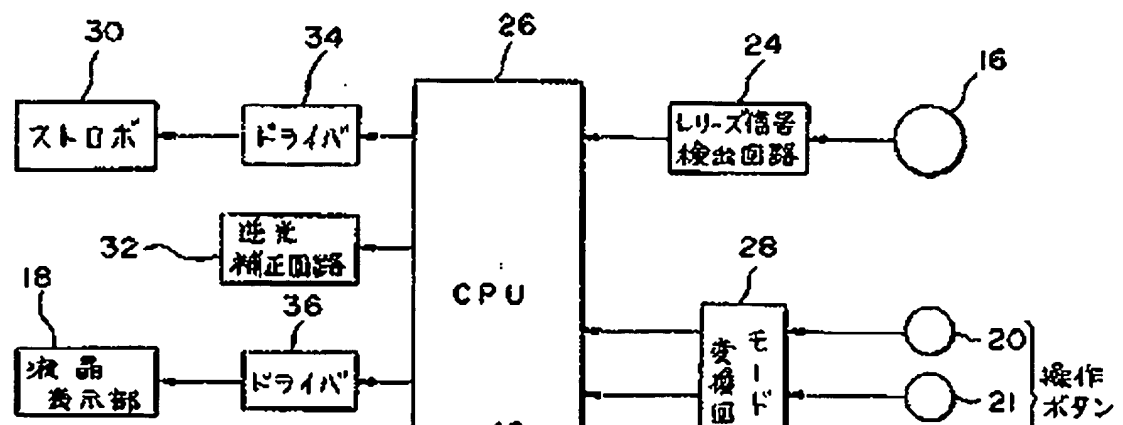 30
34
26
24
16
ストロボ
ドライバ
レリーズ信号
検出回路
32
逆光
補正回路
CPU
28
18
36
液晶
表示部
ドライバ
モード
変換回
20
21
操作
ボタン